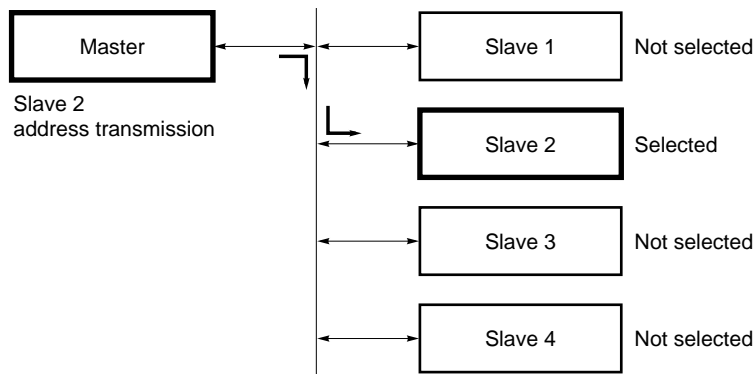 Master
Slave 2
address transmission
Slave 1
Not selected
Slave 2
Selected
Slave 3
Not selected
Slave 4
Not selected